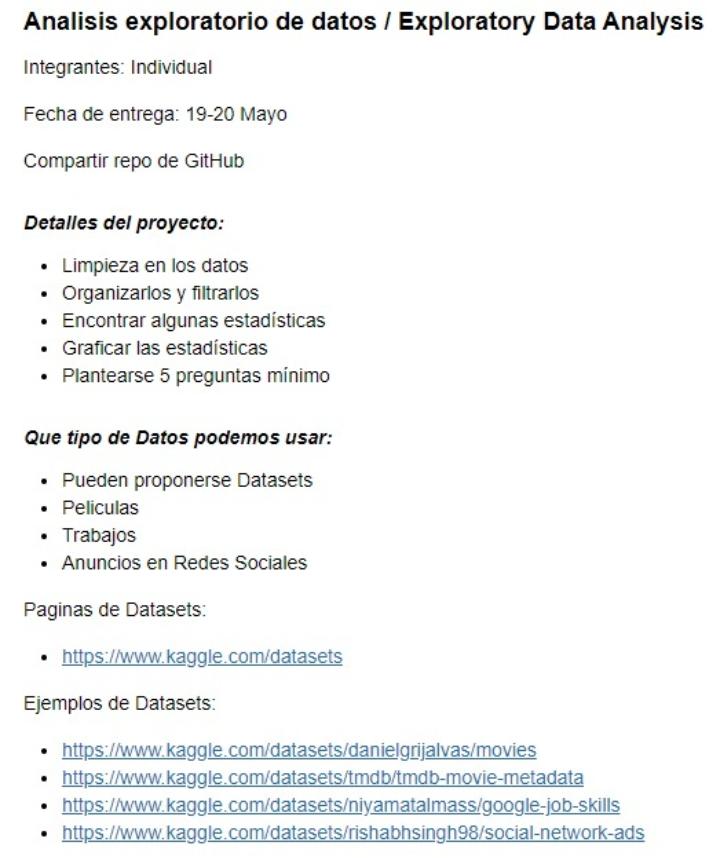 Analisis exploratorio de datos / Exploratory Data Analysis
Integrantes: Individual
Fecha de entrega: 19-20 Mayo
Compartir repo de GitHub
Detalles del proyecto:
• Limpieza en los datos
• Organizarlos y filtrarlos
• Encontrar algunas estadísticas
• Graficar las estadísticas
• Plantearse 5 preguntas mínimo
Que tipo de Datos podemos usar:
• Pueden proponerse Datasets
• Peliculas
• Trabajos
• Anuncios en Redes Sociales
Paginas de Datasets:
• https://www.kaggle.com/datasets
Ejemplos de Datasets:
• https://www.kaggle.com/datasets/danielgrijalvas/movies
• https://www.kaggle.com/datasets/tmdb/tmdb-movie-metadata
• https://www.kaggle.com/datasets/niyamatalmass/google-job-skills
• https://www.kaggle.com/datasets/rishabhsingh98/social-network-ads